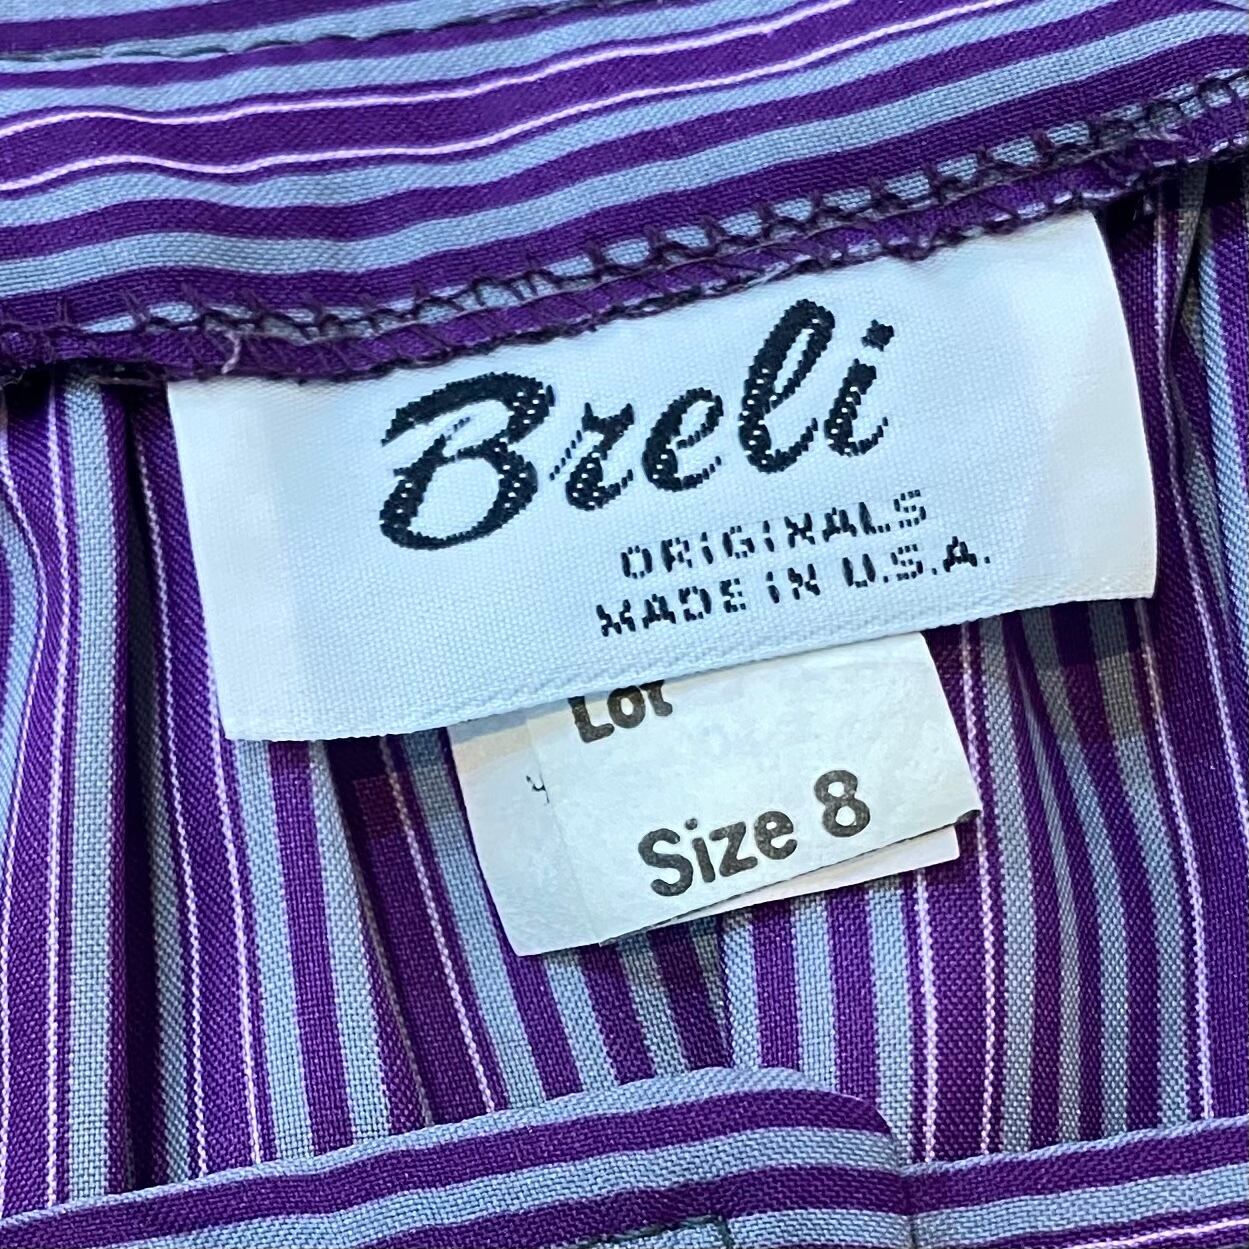 Breli
ORIGINALS
MADE IN U.S.A.
Lot
Size 8